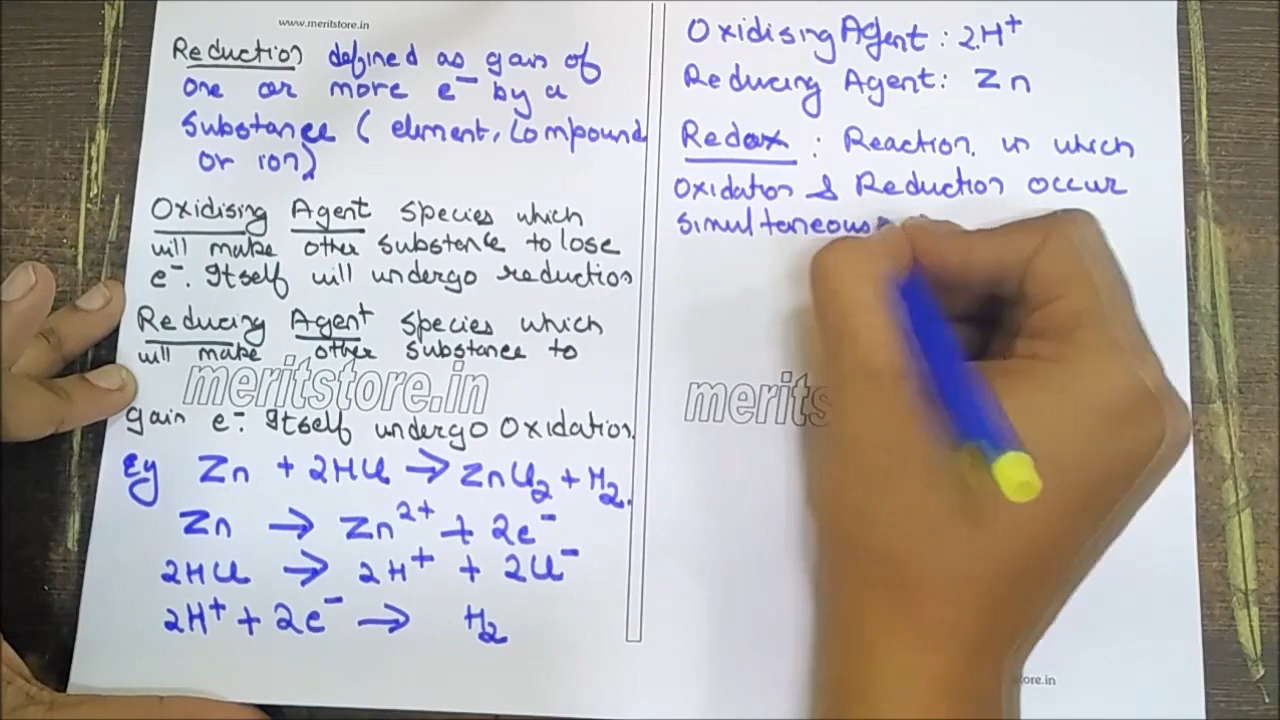 www.meritstore.in
Reduction defined as gain of
one or more e⁻ by a
substance ( element, compound
or ion)
Oxidising Agent species which
will make other substance to lose
e⁻. Itself will undergo reduction
Reducing Agent species which
will make other substance to
meritstore.in
gain e⁻. Itself undergo Oxidation.
Eg Zn + 2HCl → ZnCl₂ + H₂.
Zn → Zn²⁺ + 2e⁻
2HCl → 2H⁺ + 2Cl⁻
2H⁺ + 2e⁻ → H₂
Oxidising Agent : 2H⁺
Reducing Agent : Zn
Redox : Reaction in which
Oxidation & Reduction occur
simultaneous
merits
ore.in